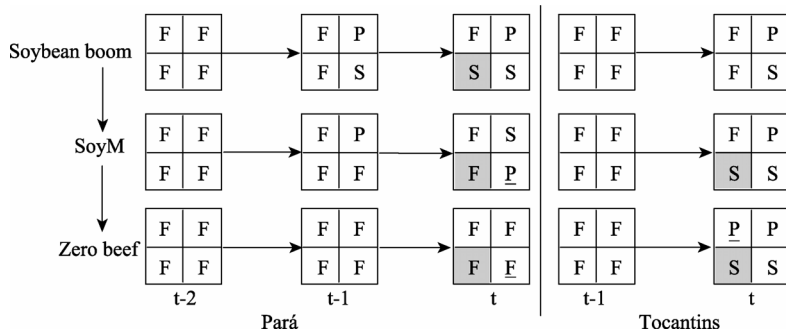 F F F P F P F F F P
Soybean boom
F F F S S S F F F S
F F F P F S F F F P
SoyM
F F F F F P F F S S
F F F F F F F F P P
Zero beef
F F F F F F F F S S
t-2 t-1 t t-1 t
Pará Tocantins